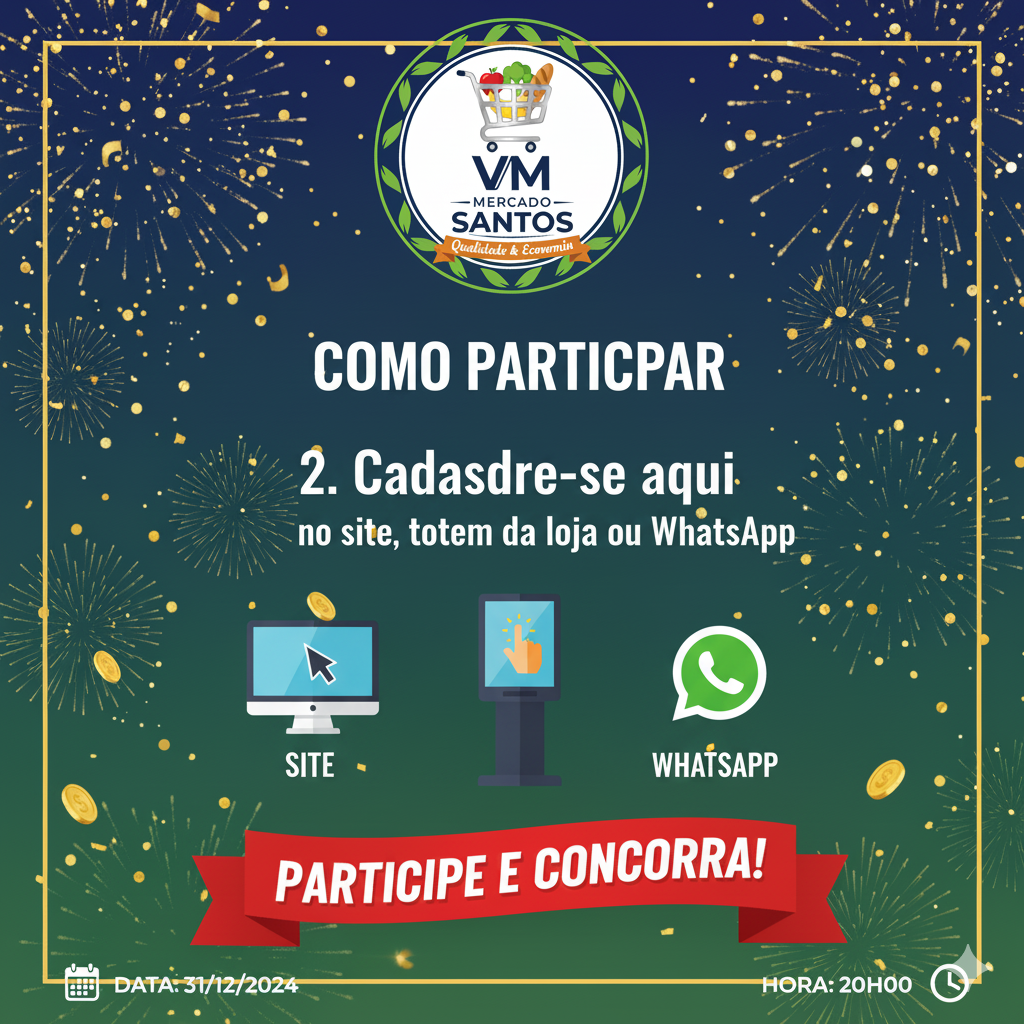 VM
MERCADO
SANTOS
Qualidade & Ecovernin
COMO PARTICPAR
2. Cadasdre-se aqui
no site, totem da loja ou WhatsApp
SITE
WHATSAPP
PARTICIPE E CONCORRA!
DATA: 31/12/2024
HORA: 20H00